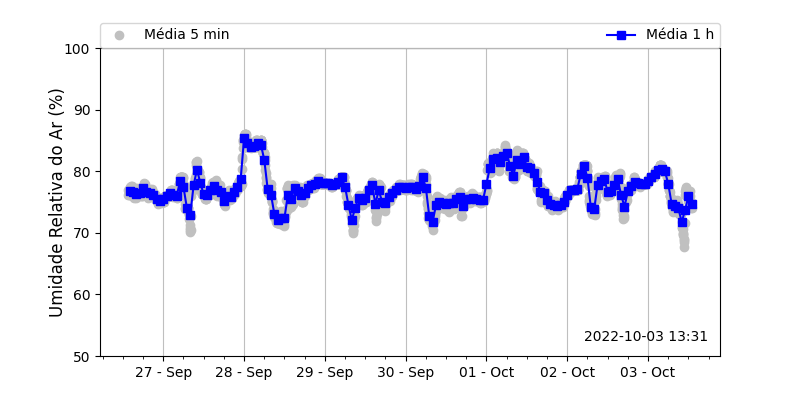 Média 5 min
Média 1 h
Umidade Relativa do Ar (%)
100
90
80
70
60
50
2022-10-03 13:31
27 - Sep
28 - Sep
29 - Sep
30 - Sep
01 - Oct
02 - Oct
03 - Oct